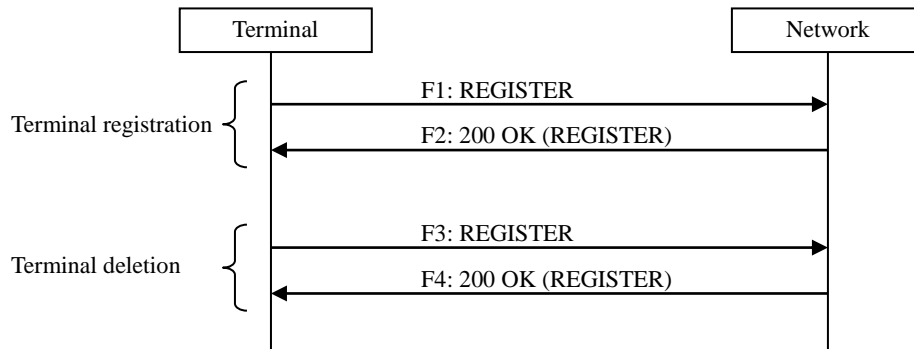 Terminal
Network
F1: REGISTER
Terminal registration
F2: 200 OK (REGISTER)
F3: REGISTER
Terminal deletion
F4: 200 OK (REGISTER)